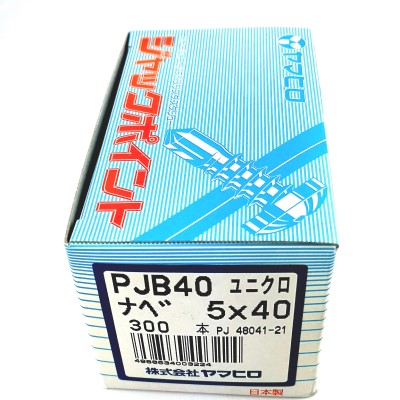 ヤマヒロ
ジャックポイント
PJB40 ユニクロ
ナベ 5×40
300 本 PJ 48041-21
株式会社ヤマヒロ
日本製